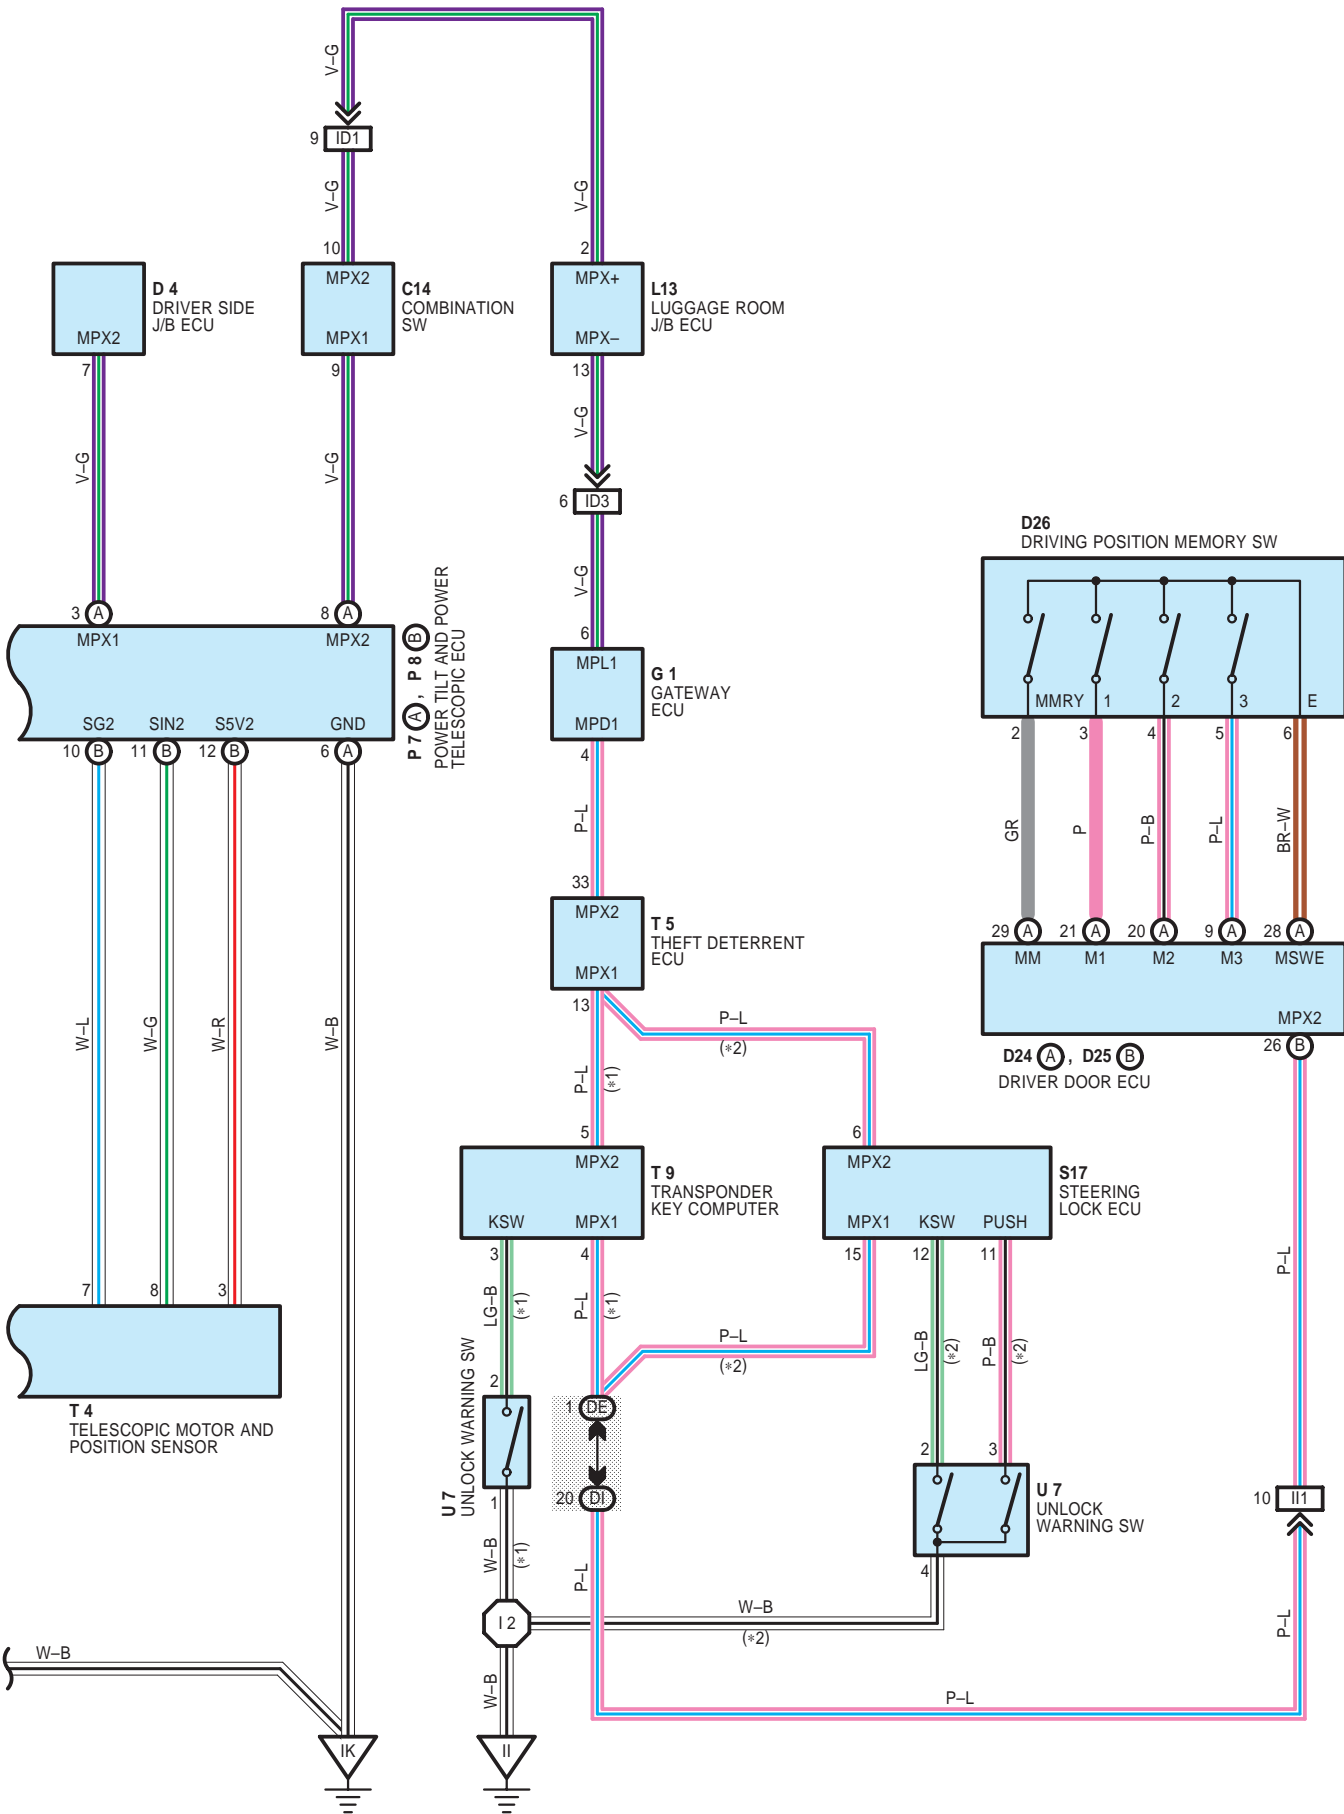 V–G
9 ID1
V–G
V–G
10
2
MPX2
MPX+
D 4
DRIVER SIDE
J/B ECU
C14
COMBINATION
SW
L13
LUGGAGE ROOM
J/B ECU
MPX2
MPX1
MPX–
7
9
13
V–G
V–G
V–G
6 ID3
V–G
D26
DRIVING POSITION MEMORY SW
3 A
8 A
6
MPX1
MPX2
P 7 A , P 8 B
POWER TILT AND POWER
TELESCOPIC ECU
MPL1
G 1
GATEWAY
ECU
MMRY 1 2 3 E
SG2 SIN2 S5V2 GND
MPD1
10 B 11 B 12 B 6 A
4
2 3 4 5 6
P–L
GR
P
P–B
P–L
BR–W
33
MPX2
T 5
THEFT DETERRENT
ECU
29 A 21 A 20 A 9 A 28 A
MM M1 M2 M3 MSWE
MPX1
MPX2
13
26 B
D24 A , D25 B
DRIVER DOOR ECU
W–L
W–G
W–R
W–B
P–L
(*2)
P–L
(*1)
5
6
MPX2
MPX2
T 9
TRANSPONDER
KEY COMPUTER
S17
STEERING
LOCK ECU
KSW MPX1
MPX1 KSW PUSH
3 4
15 12 11
P–L
7 8 3
LG–B
(*1)
P–L
(*1)
P–L
(*2)
LG–B
(*2)
P–B
(*2)
2
1 DE
T 4
TELESCOPIC MOTOR AND
POSITION SENSOR
U 7
UNLOCK WARNING SW
2 3
1
20 DI
U 7
UNLOCK
WARNING SW
10 II1
4
W–B
(*1)
P–L
I 2
W–B
(*2)
P–L
W–B
W–B
P–L
IK
II